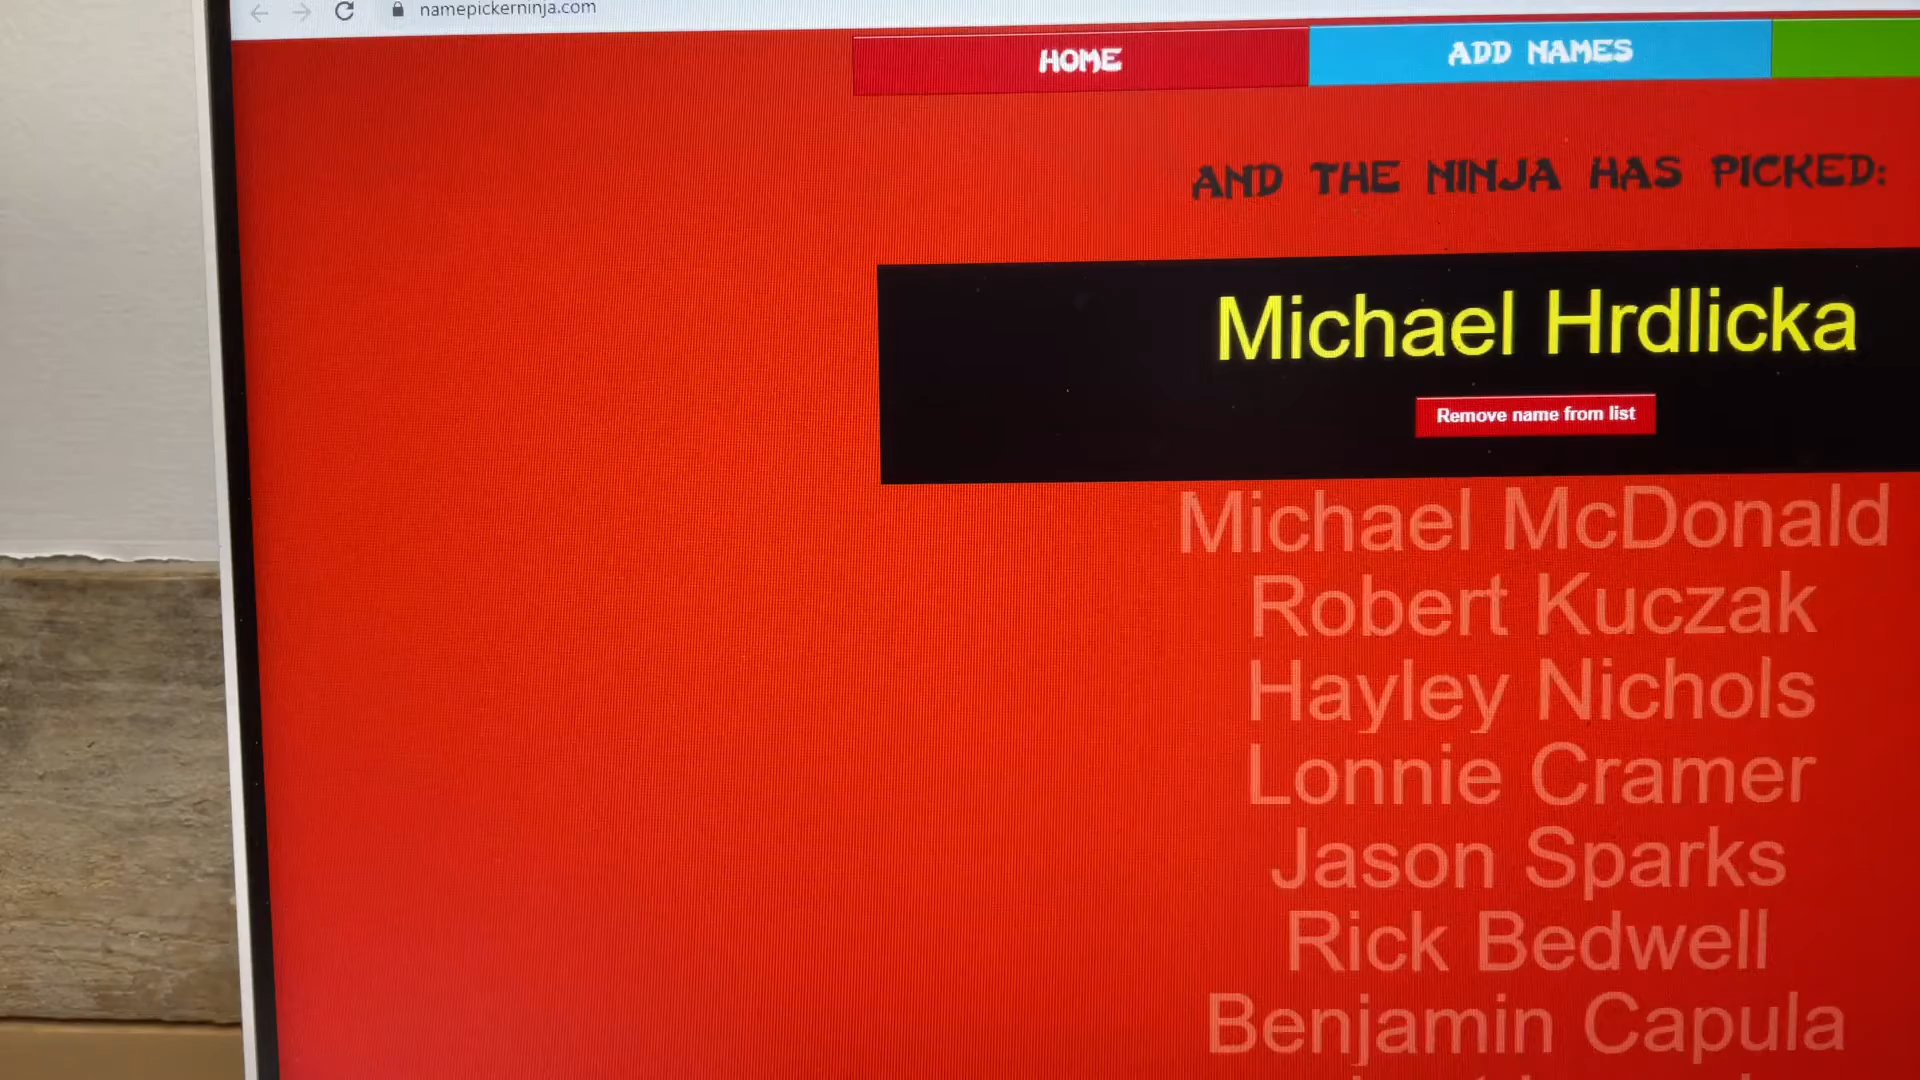 namepickerninja.com
HOME
ADD NAMES
AND THE NINJA HAS PICKED:
Michael Hrdlicka
Remove name from list
Michael McDonald
Robert Kuczak
Hayley Nichols
Lonnie Cramer
Jason Sparks
Rick Bedwell
Benjamin Capula